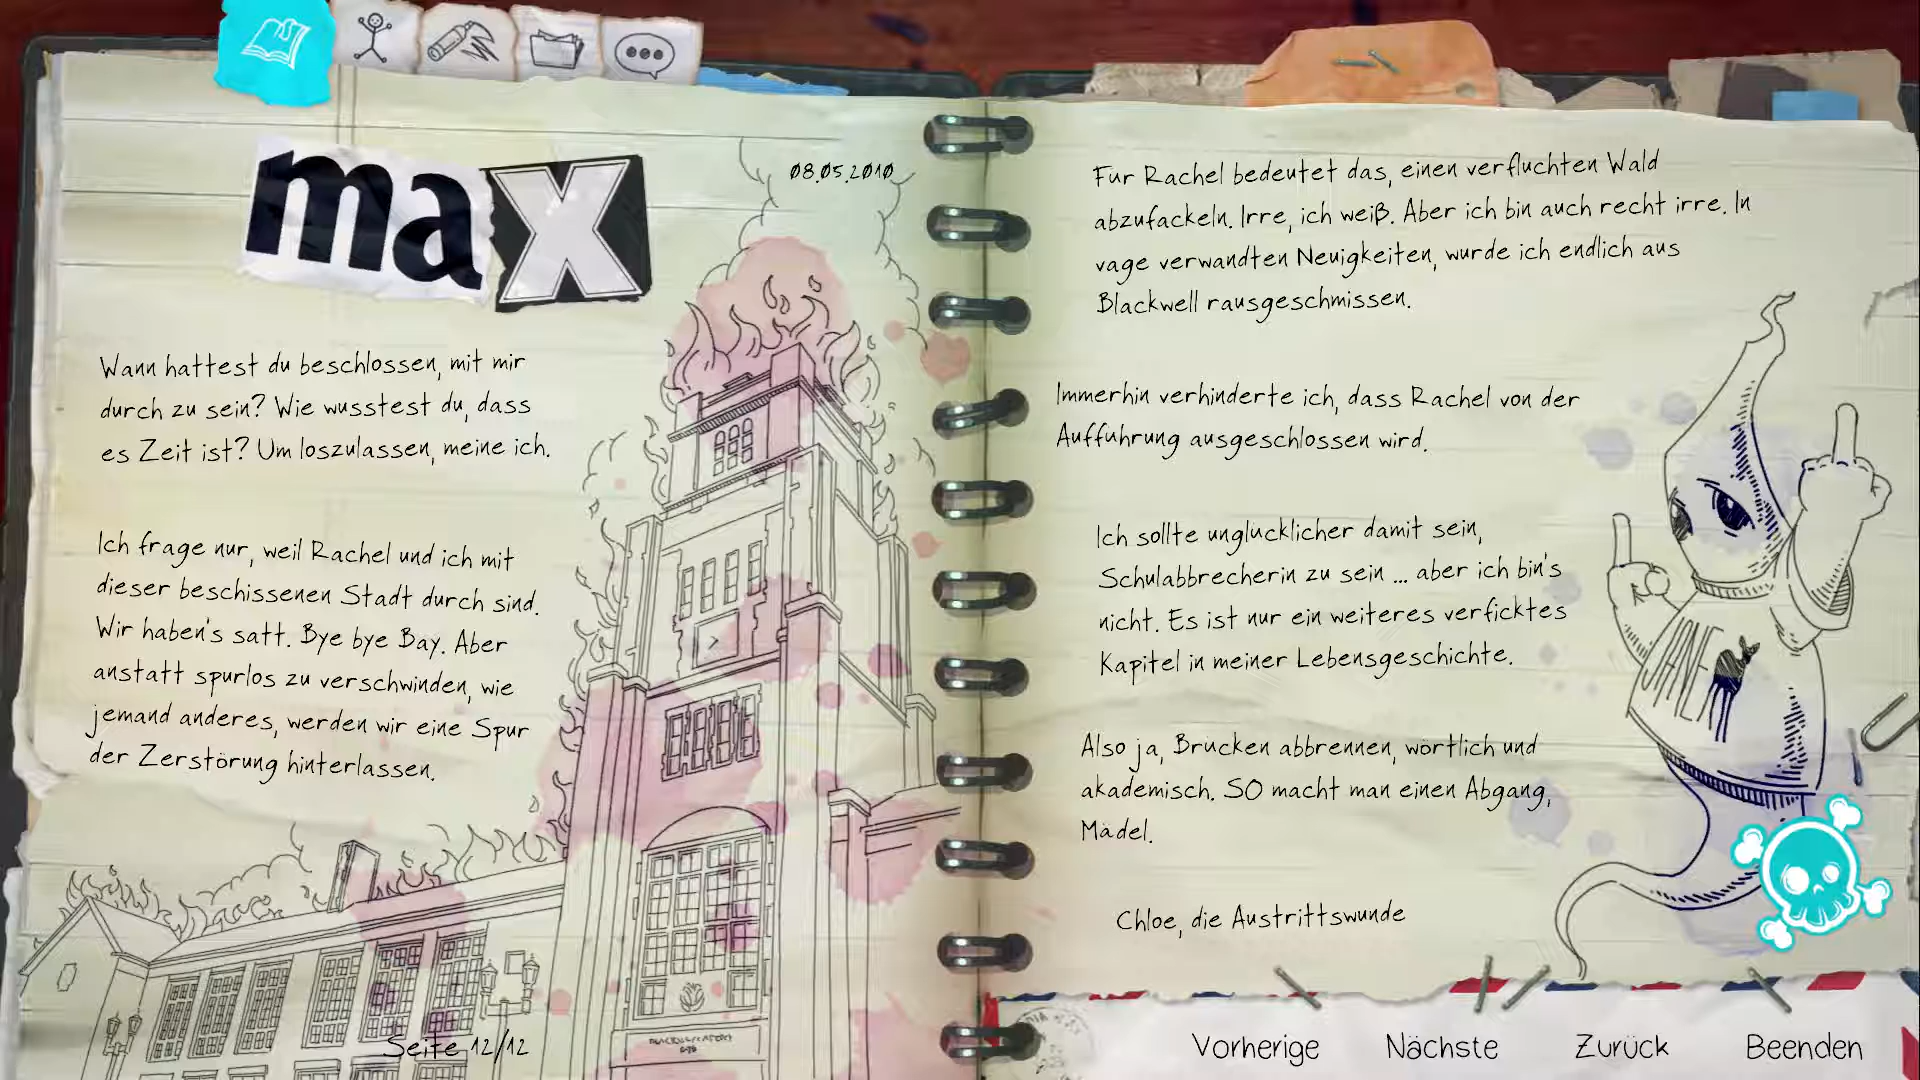 max
08.05.2010
Wann hattest du beschlossen, mit mir
durch zu sein? Wie wusstest du, dass
es Zeit ist? Um loszulassen, meine ich.
Ich frage nur, weil Rachel und ich mit
dieser beschissenen Stadt durch sind.
Wir haben's satt. Bye bye Bay. Aber
anstatt spurlos zu verschwinden, wie
jemand anderes, werden wir eine Spur
der Zerstörung hinterlassen.
Seite 12/12
Fur Rachel bedeutet das, einen verfluchten Wald
abzufackeln. Irre, ich weiß. Aber ich bin auch recht irre. In
vage verwandten Neuigkeiten, wurde ich endlich aus
Blackwell rausgeschmissen.
Immerhin verhinderte ich, dass Rachel von der
Auffuhrung ausgeschlossen wird.
Ich sollte unglucklicher damit sein,
Schulabbrecherin zu sein ... aber ich bin's
nicht. Es ist nur ein weiteres verficktes
Kapitel in meiner Lebensgeschichte.
Also ja, Brucken abbrennen, wortlich und
akademisch. SO macht man einen Abgang,
Madel.
Chloe, die Austrittswunde
JANE
Vorherige
Nächste
Zurück
Beenden